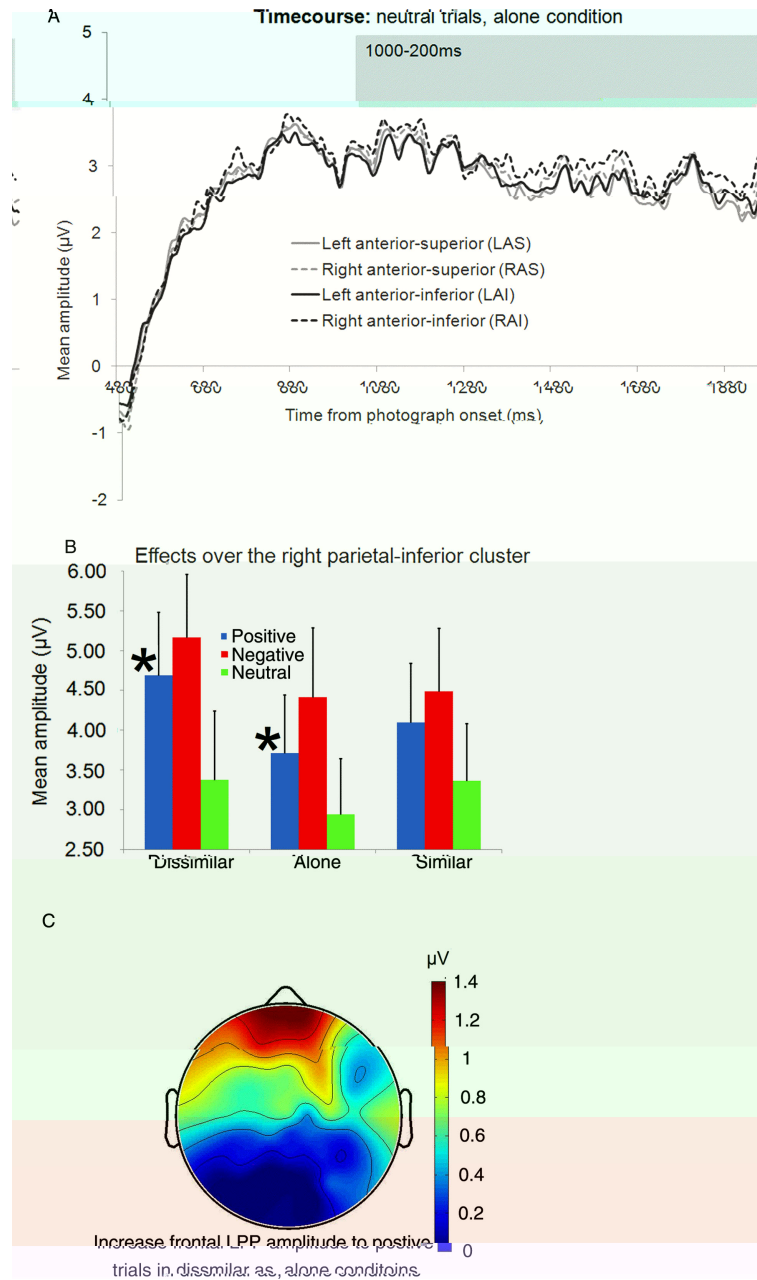 A
Timecourse: neutral trials, alone condition
5
1000-200ms
4
3
2
1
0
-1
-2
Mean amplitude (µV)
Left anterior-superior (LAS)
Right anterior-superior (RAS)
Left anterior-inferior (LAI)
Right anterior-inferior (RAI)
480 680 880 1080 1280 1480 1680 1880
Time from photograph onset (ms)
B
Effects over the right parietal-inferior cluster
6.00
5.50
5.00
4.50
4.00
3.50
3.00
2.50
Mean amplitude (µV)
Positive
Negative
Neutral
*
*
Dissimilar Alone Similar
C
µV
1.4
1.2
1
0.8
0.6
0.4
0.2
0
Increase frontal LPP amplitude to postive
trials in dissmilar as, alone conditoins